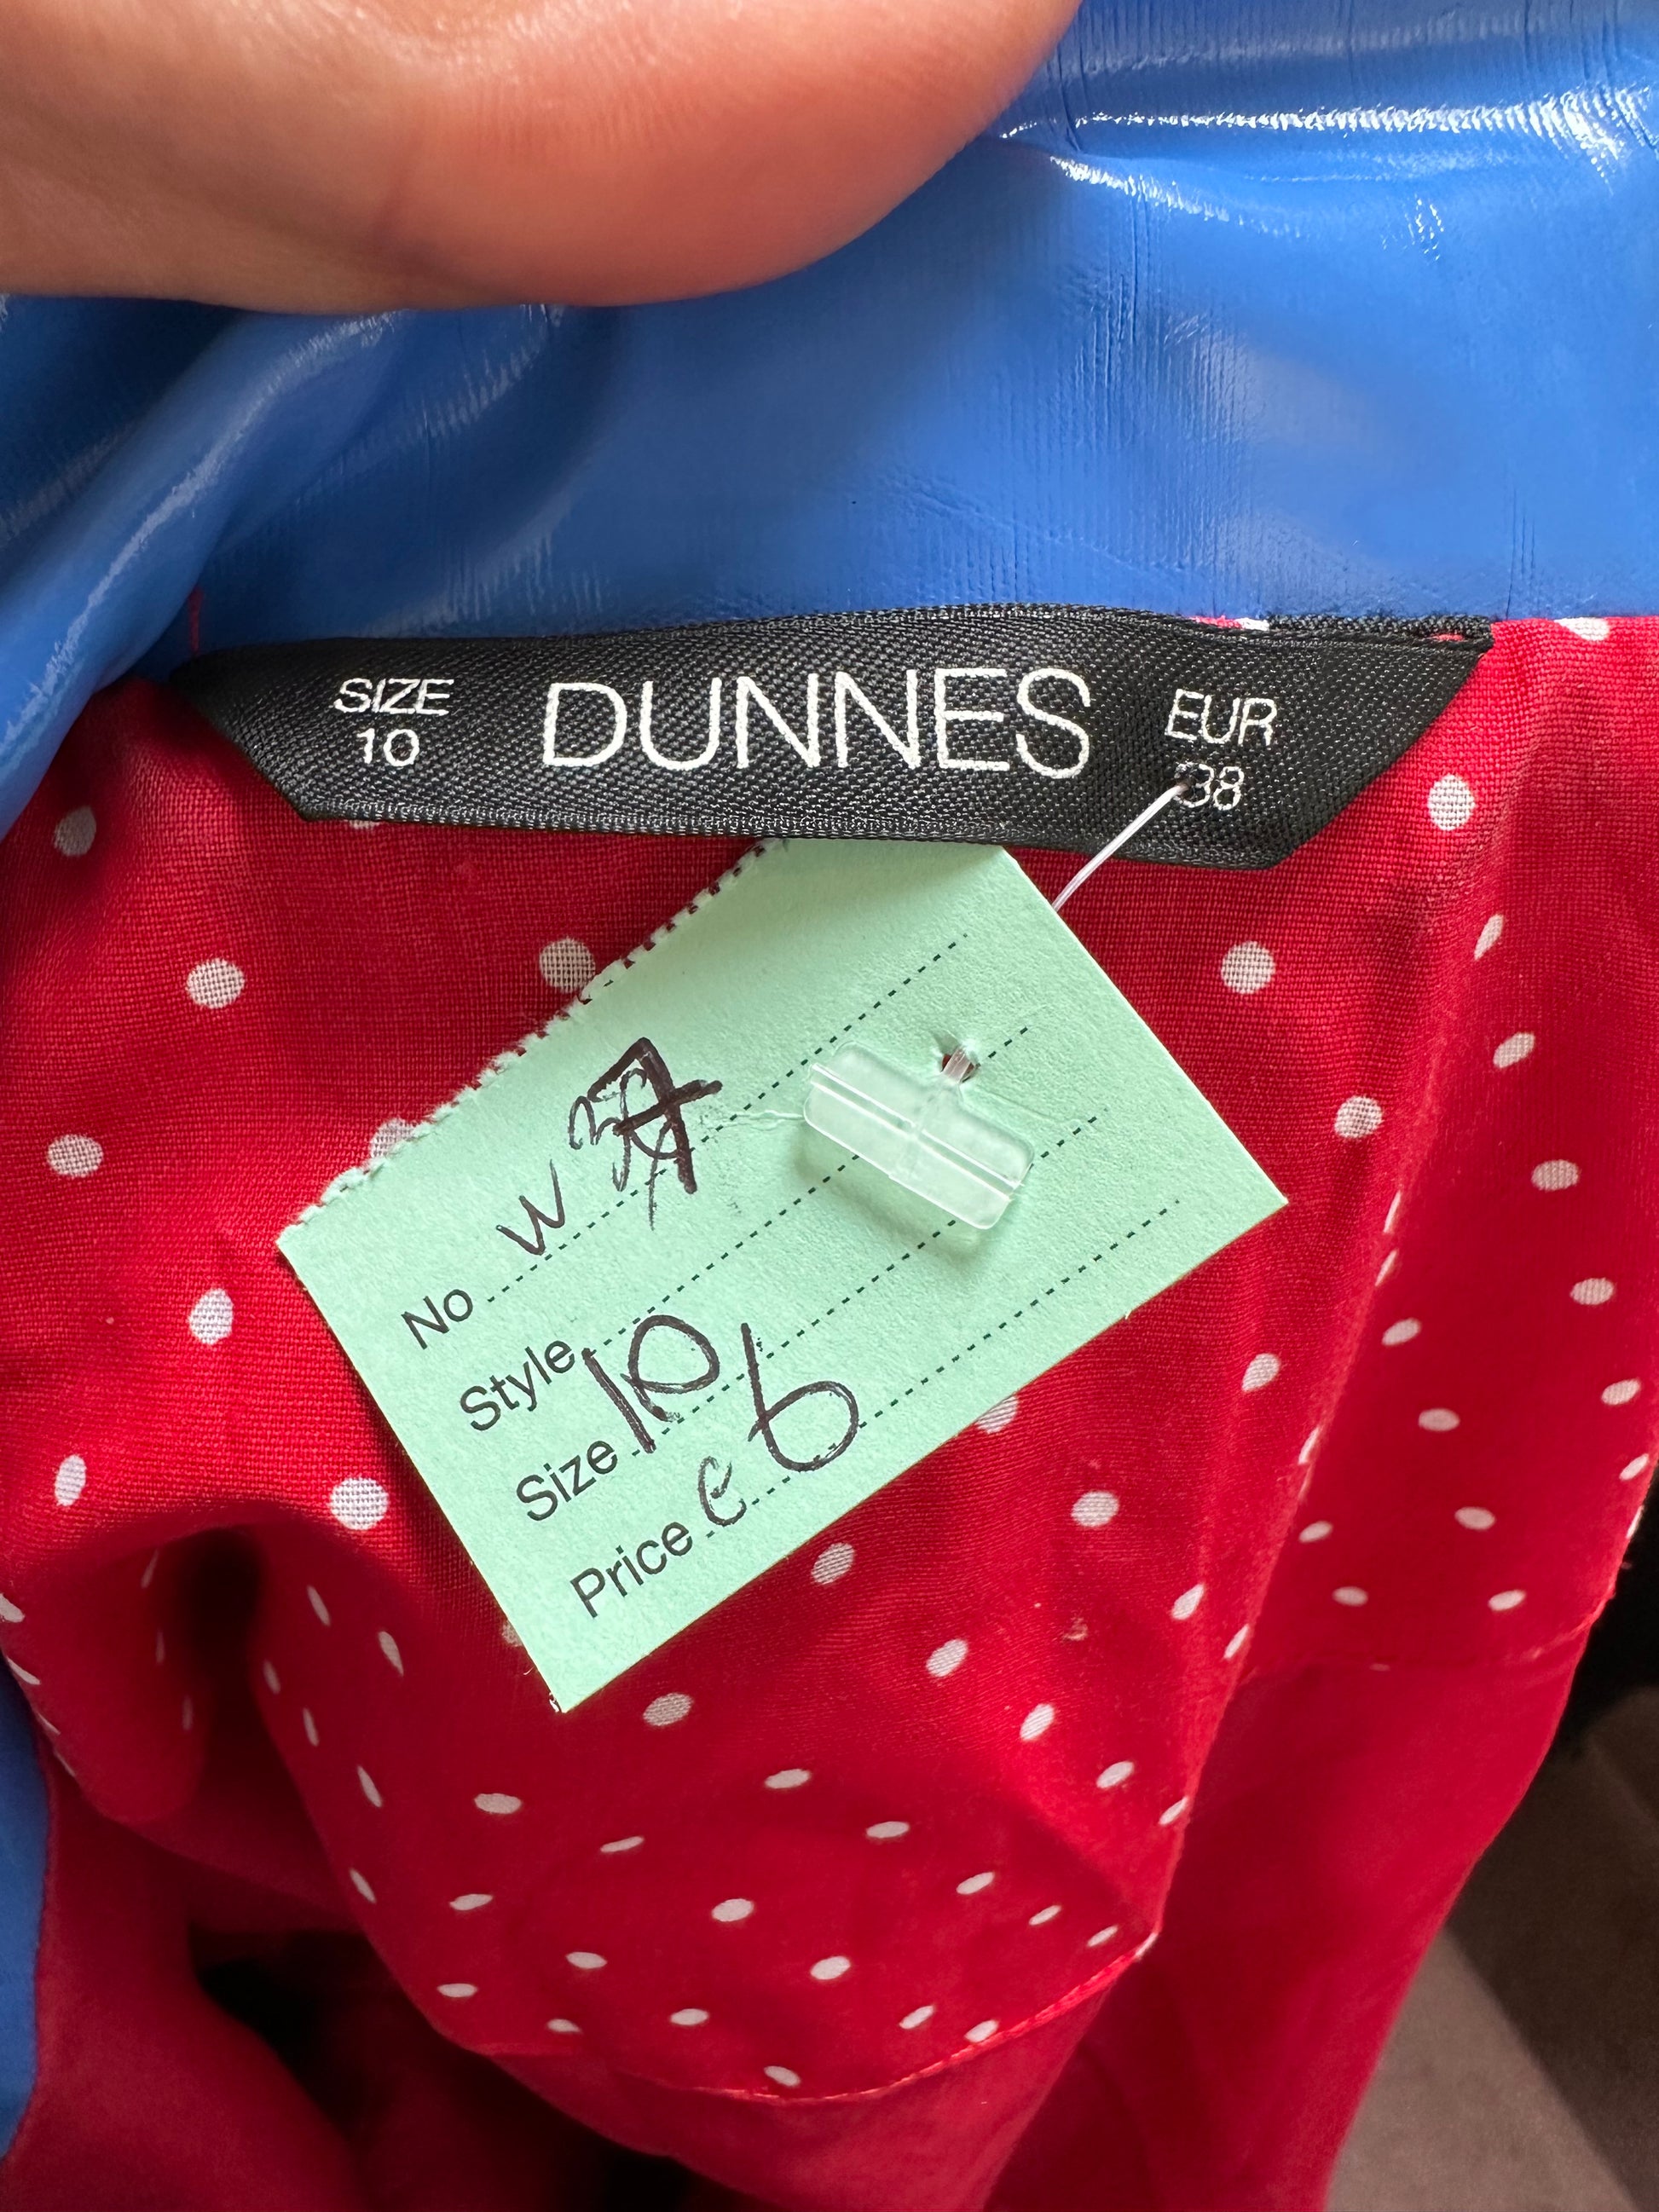 SIZE 10 DUNNES EUR 38
No W
Style
Size 10
Price € 6